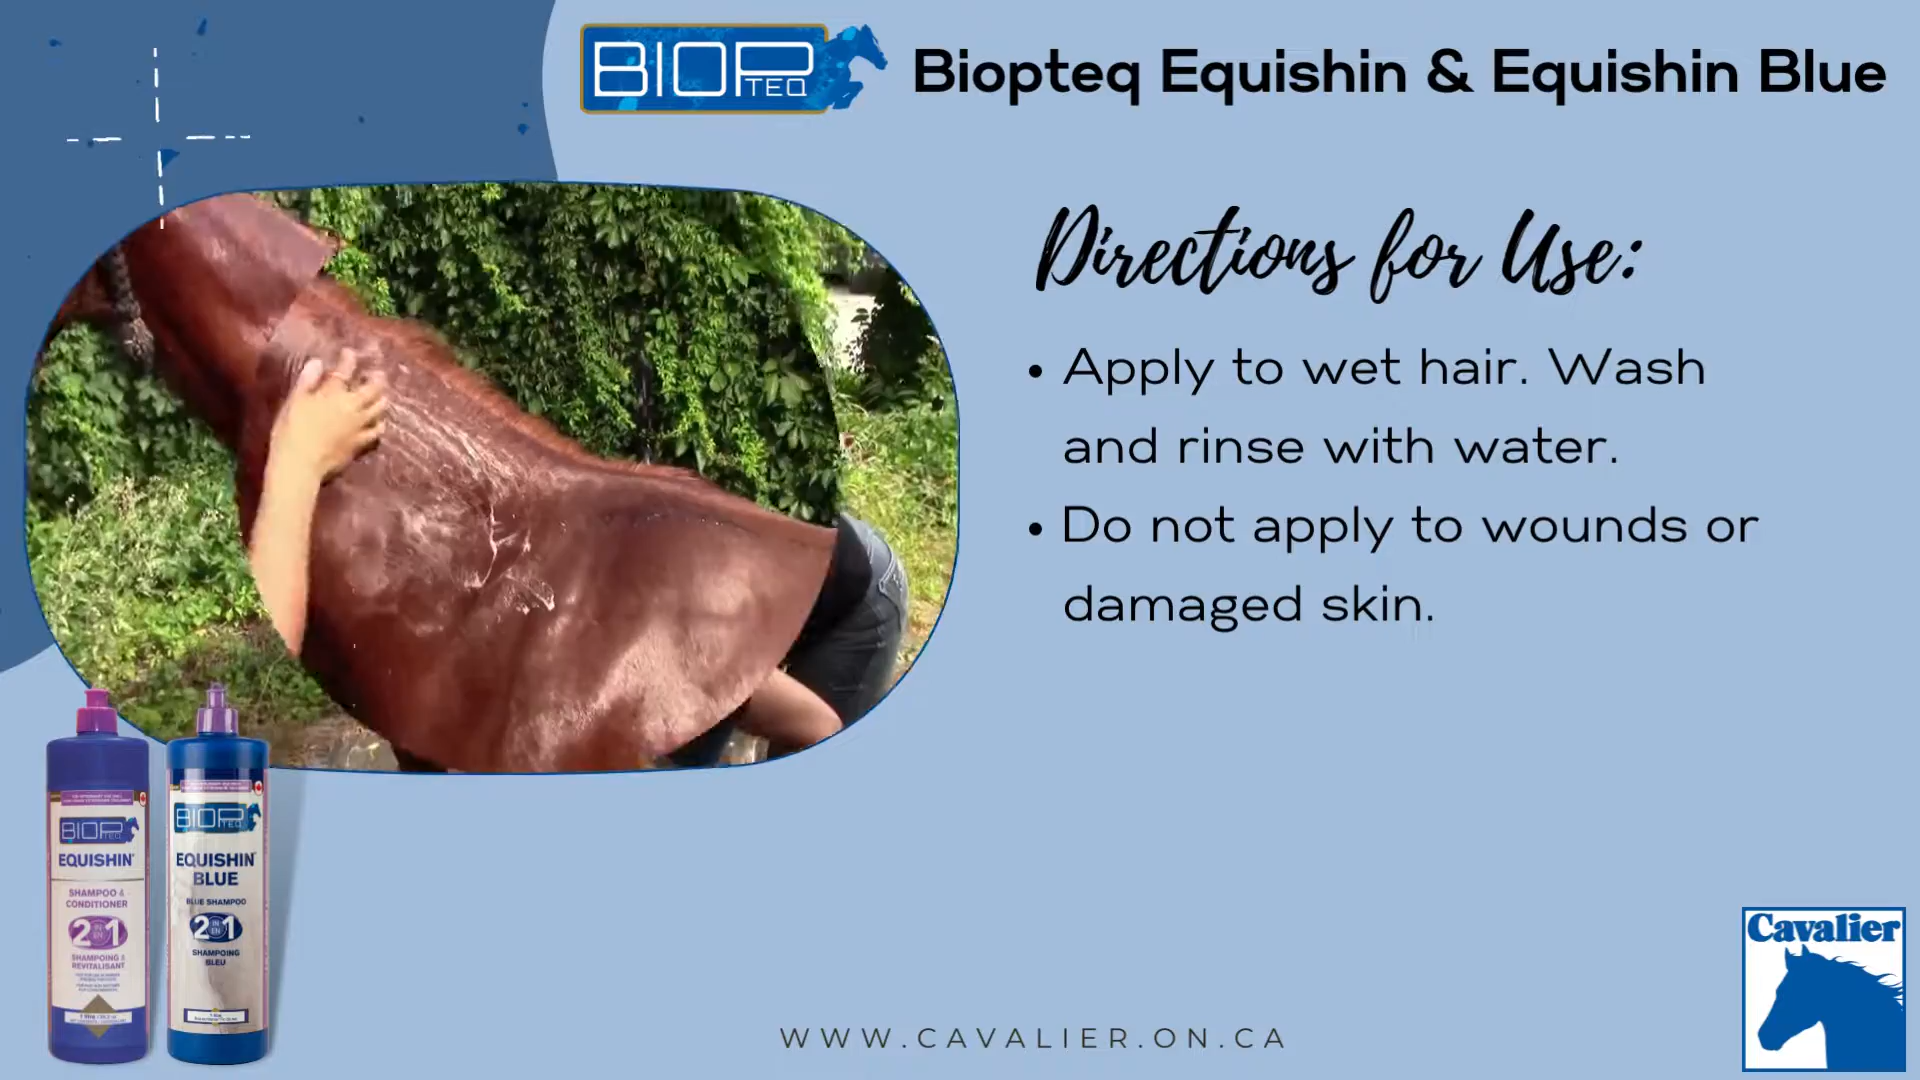 BIOPTEQ
Biopteq Equishin & Equishin Blue
Directions for Use:
• Apply to wet hair. Wash
and rinse with water.
• Do not apply to wounds or
damaged skin.
BIOPTEQ
EQUISHIN
SHAMPOO &
CONDITIONER
2 IN EN 1
SHAMPOING &
REVITALISANT
BIOPTEQ
EQUISHIN
BLUE
BLUE SHAMPOO
2 IN EN 1
SHAMPOING
BLEU
WWW.CAVALIER.ON.CA
Cavalier